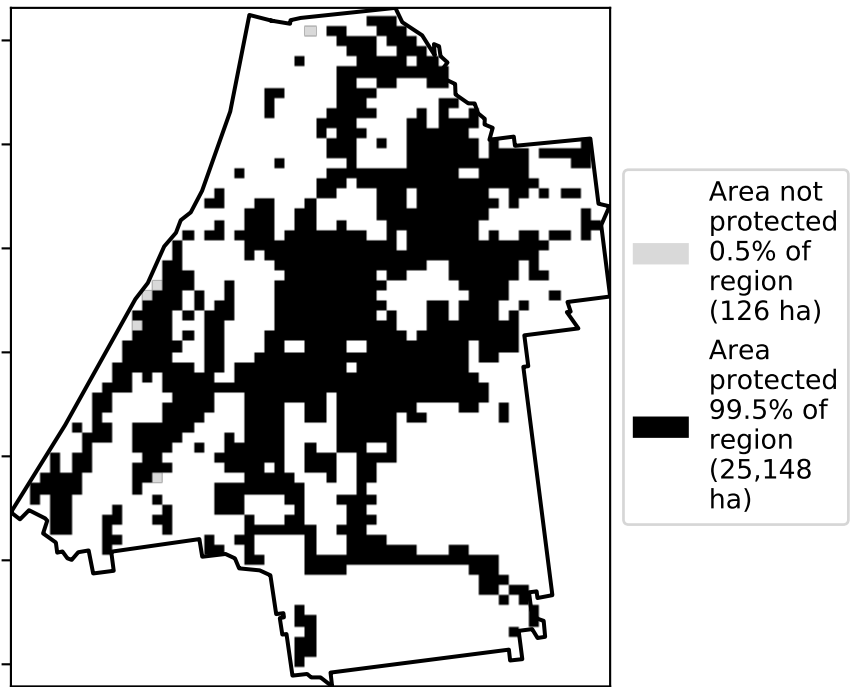 Area not
protected
0.5% of
region
(126 ha)
Area
protected
99.5% of
region
(25,148
ha)